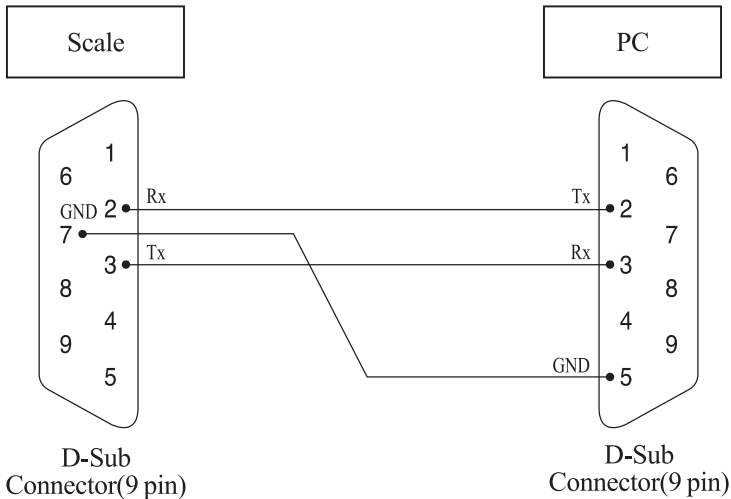 Scale
PC
1
6
Rx
GND 2
7
Tx
3
8
4
9
5
1
6
Tx
2
7
Rx
3
8
4
9
GND
5
D-Sub
Connector(9 pin)
D-Sub
Connector(9 pin)